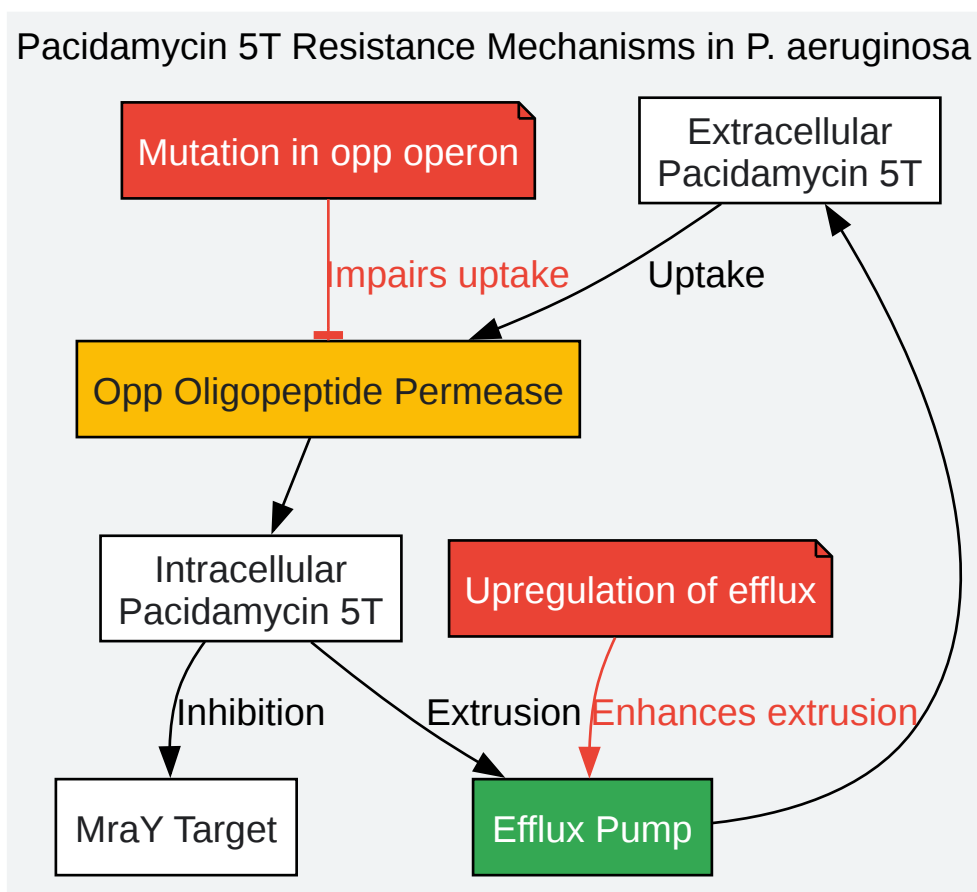 Pacidamycin 5T Resistance Mechanisms in P. aeruginosa
Mutation in opp operon
Extracellular
Pacidamycin 5T
Impairs uptake
Uptake
Opp Oligopeptide Permease
Intracellular
Pacidamycin 5T
Upregulation of efflux
Inhibition
Extrusion
Enhances extrusion
MraY Target
Efflux Pump